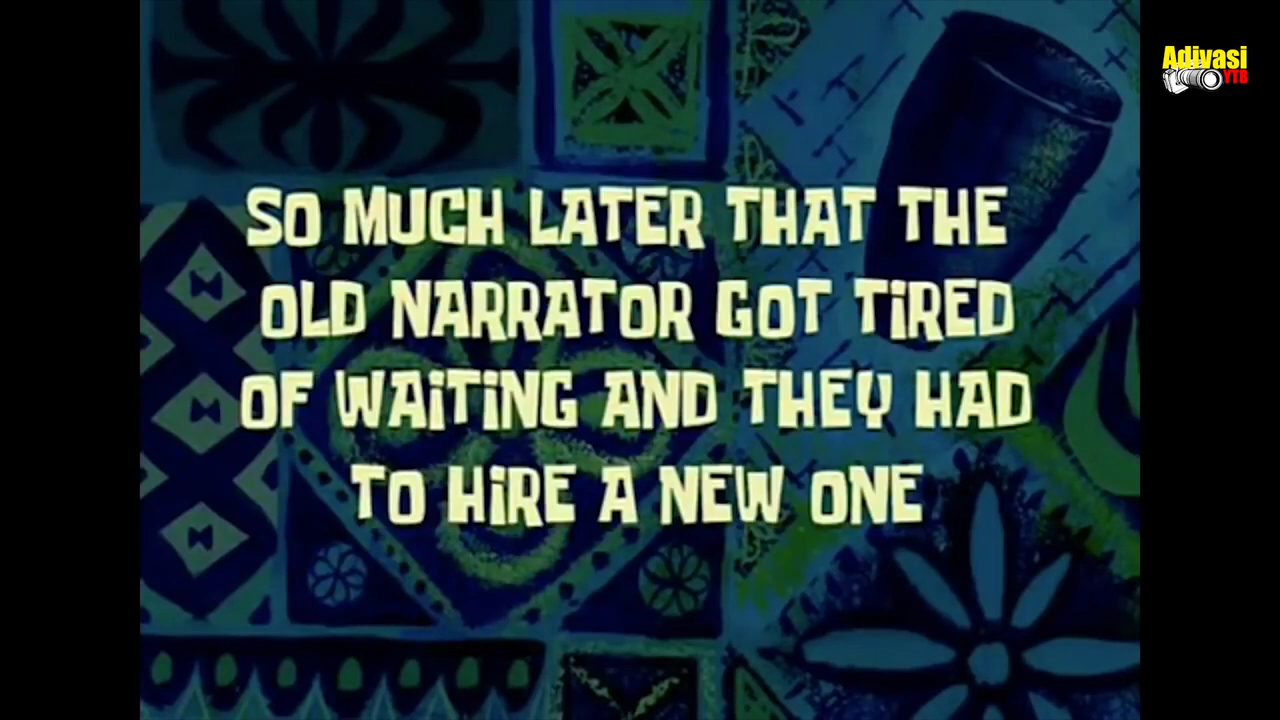 Adivasi
YTB
SO MUCH LATER THAT THE
OLD NARRATOR GOT TiRED
OF WAiTiNG AND THEY HAD
TO HiRE A NEW ONE